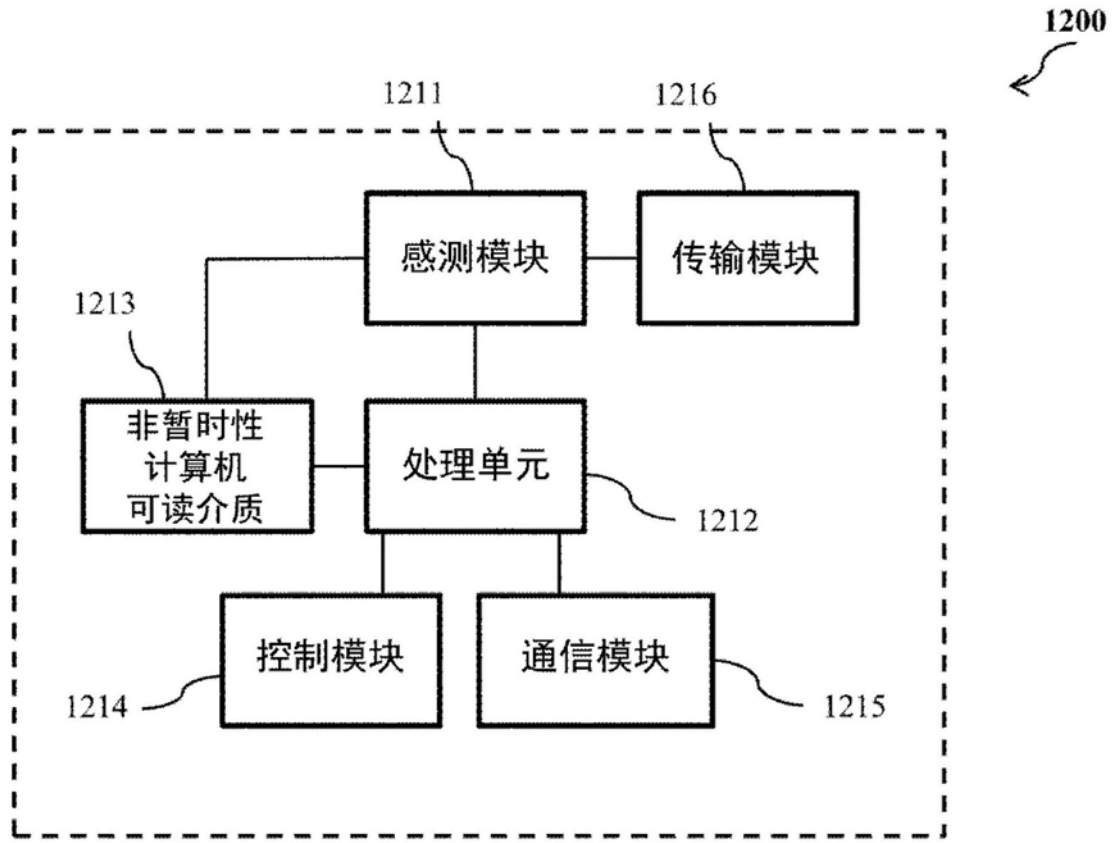 1200
1211
1216
感测模块
传输模块
1213
非暂时性
计算机
可读介质
处理单元
1212
控制模块
通信模块
1214
1215